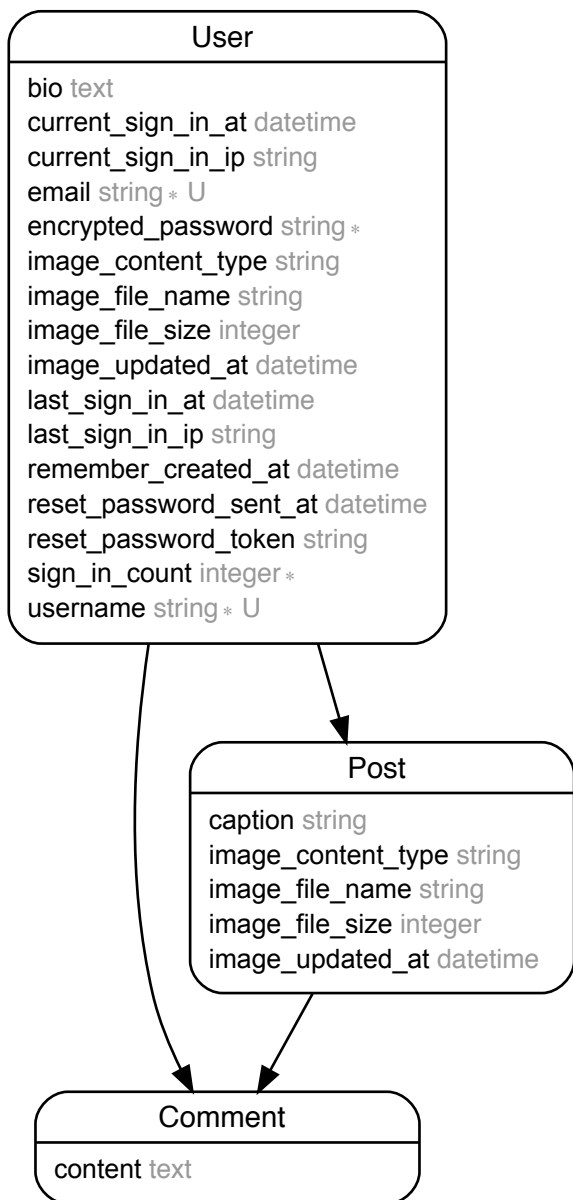 User
bio text
current_sign_in_at datetime
current_sign_in_ip string
email string * U
encrypted_password string *
image_content_type string
image_file_name string
image_file_size integer
image_updated_at datetime
last_sign_in_at datetime
last_sign_in_ip string
remember_created_at datetime
reset_password_sent_at datetime
reset_password_token string
sign_in_count integer *
username string * U
Post
caption string
image_content_type string
image_file_name string
image_file_size integer
image_updated_at datetime
Comment
content text